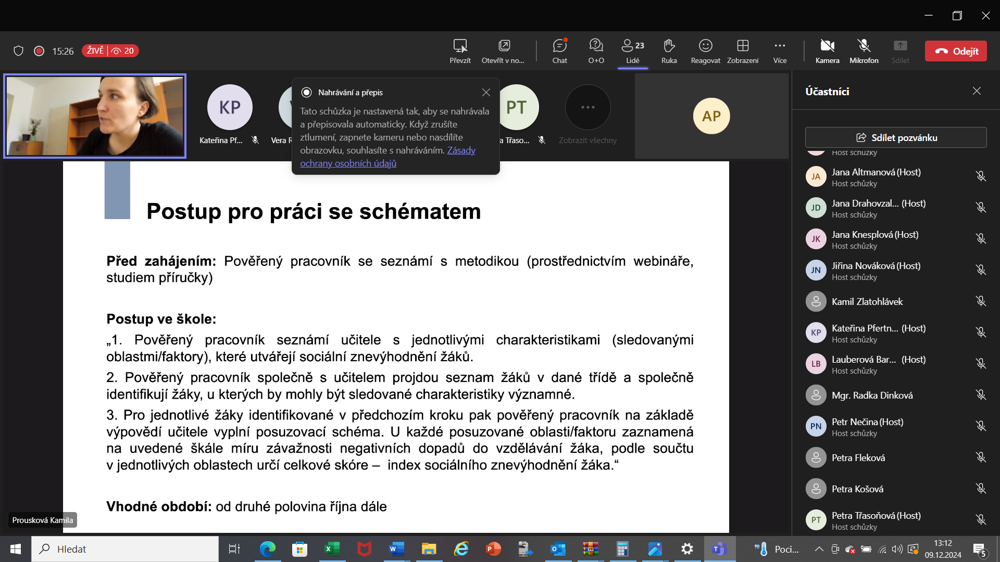 15:26
ŽIVĚ 20
Převzít
Otevřít v no...
Chat
O+O
23
Lidé
Ruka
Reagovat
Zobrazení
Více
Kamera
Mikrofon
Sdílet
Odejít
KP
Kateřina Pf...
Vera R
Nahrávání a přepis
Tato schůzka je nastavená tak, aby se nahrávala
a přepisovala automaticky. Když zrušíte
ztlumení, zapnete kameru nebo nasdílíte
obrazovku, souhlasíte s nahráváním. Zásady
ochrany osobních údajů
PT
a Třaso...
Zobrazit všechny
AP
Postup pro práci se schématem
Před zahájením: Pověřený pracovník se seznámí s metodikou (prostřednictvím webináře,
studiem příručky)
Postup ve škole:
„1. Pověřený pracovník seznámí učitele s jednotlivými charakteristikami (sledovanými
oblastmi/faktory), které utvářejí sociální znevýhodnění žáků.
2. Pověřený pracovník společně s učitelem projdou seznam žáků v dané třídě a společně
identifikují žáky, u kterých by mohly být sledované charakteristiky významné.
3. Pro jednotlivé žáky identifikované v předchozím kroku pak pověřený pracovník na základě
výpovědí učitele vyplní posuzovací schéma. U každé posuzované oblasti/faktoru zaznamená
na uvedené škále míru závažnosti negativních dopadů do vzdělávání žáka, podle součtu
v jednotlivých oblastech určí celkové skóre – index sociálního znevýhodnění žáka.“
Vhodné období: od druhé polovina října dále
Prousková Kamila
Účastníci
Sdílet pozvánku
Host schůzky
JA
Jana Altmanová (Host)
Host schůzky
JD
Jana Drahovzal... (Host)
Host schůzky
JK
Jana Knesplová (Host)
Host schůzky
JN
Jiřina Nováková (Host)
Host schůzky
Kamil Zlatohlávek
KP
Kateřina Pfertn... (Host)
Host schůzky
LB
Lauberová Bar... (Host)
Host schůzky
Mgr. Radka Dinková
PN
Petr Nečina (Host)
Host schůzky
Petra Fleková
Petra Košová
PT
Petra Třasoňová (Host)
Host schůzky
Hledat
Poci...
13:12
09.12.2024
5